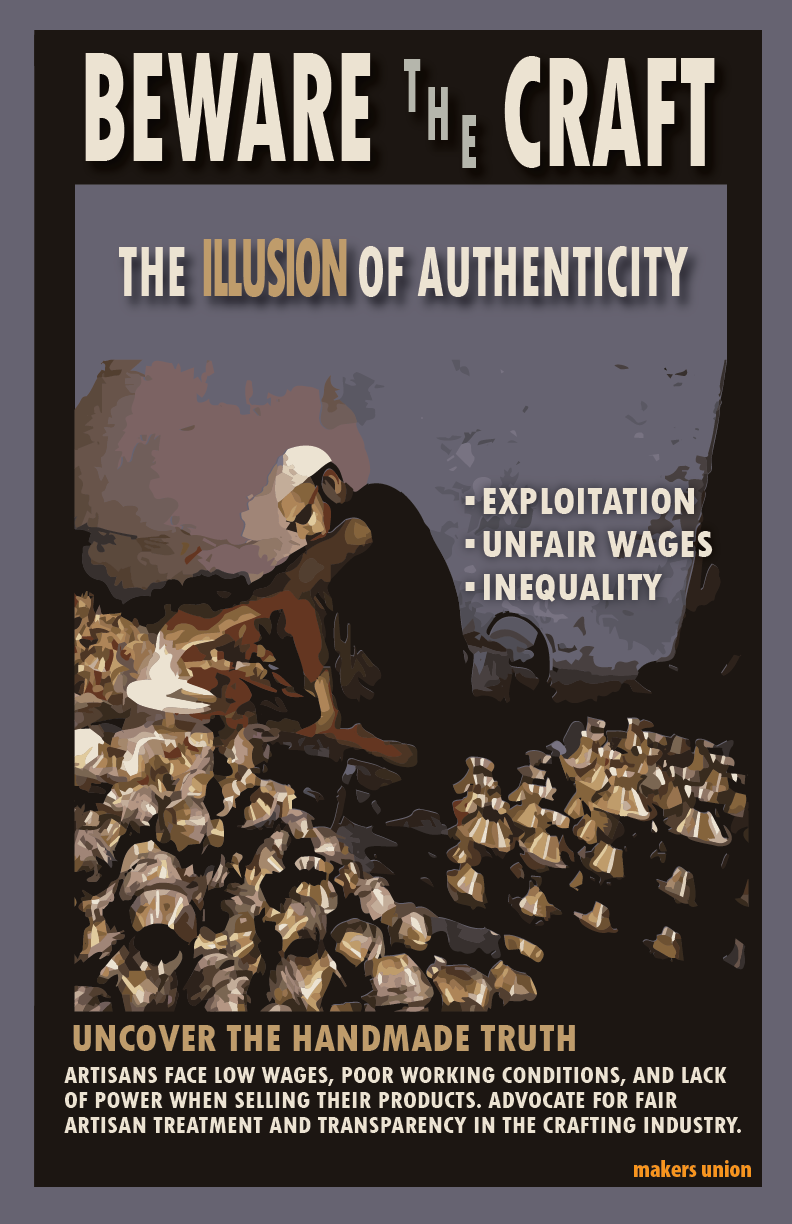 BEWARE THE CRAFT
THE ILLUSION OF AUTHENTICITY
▪ EXPLOITATION
▪ UNFAIR WAGES
▪ INEQUALITY
UNCOVER THE HANDMADE TRUTH
ARTISANS FACE LOW WAGES, POOR WORKING CONDITIONS, AND LACK
OF POWER WHEN SELLING THEIR PRODUCTS. ADVOCATE FOR FAIR
ARTISAN TREATMENT AND TRANSPARENCY IN THE CRAFTING INDUSTRY.
makers union